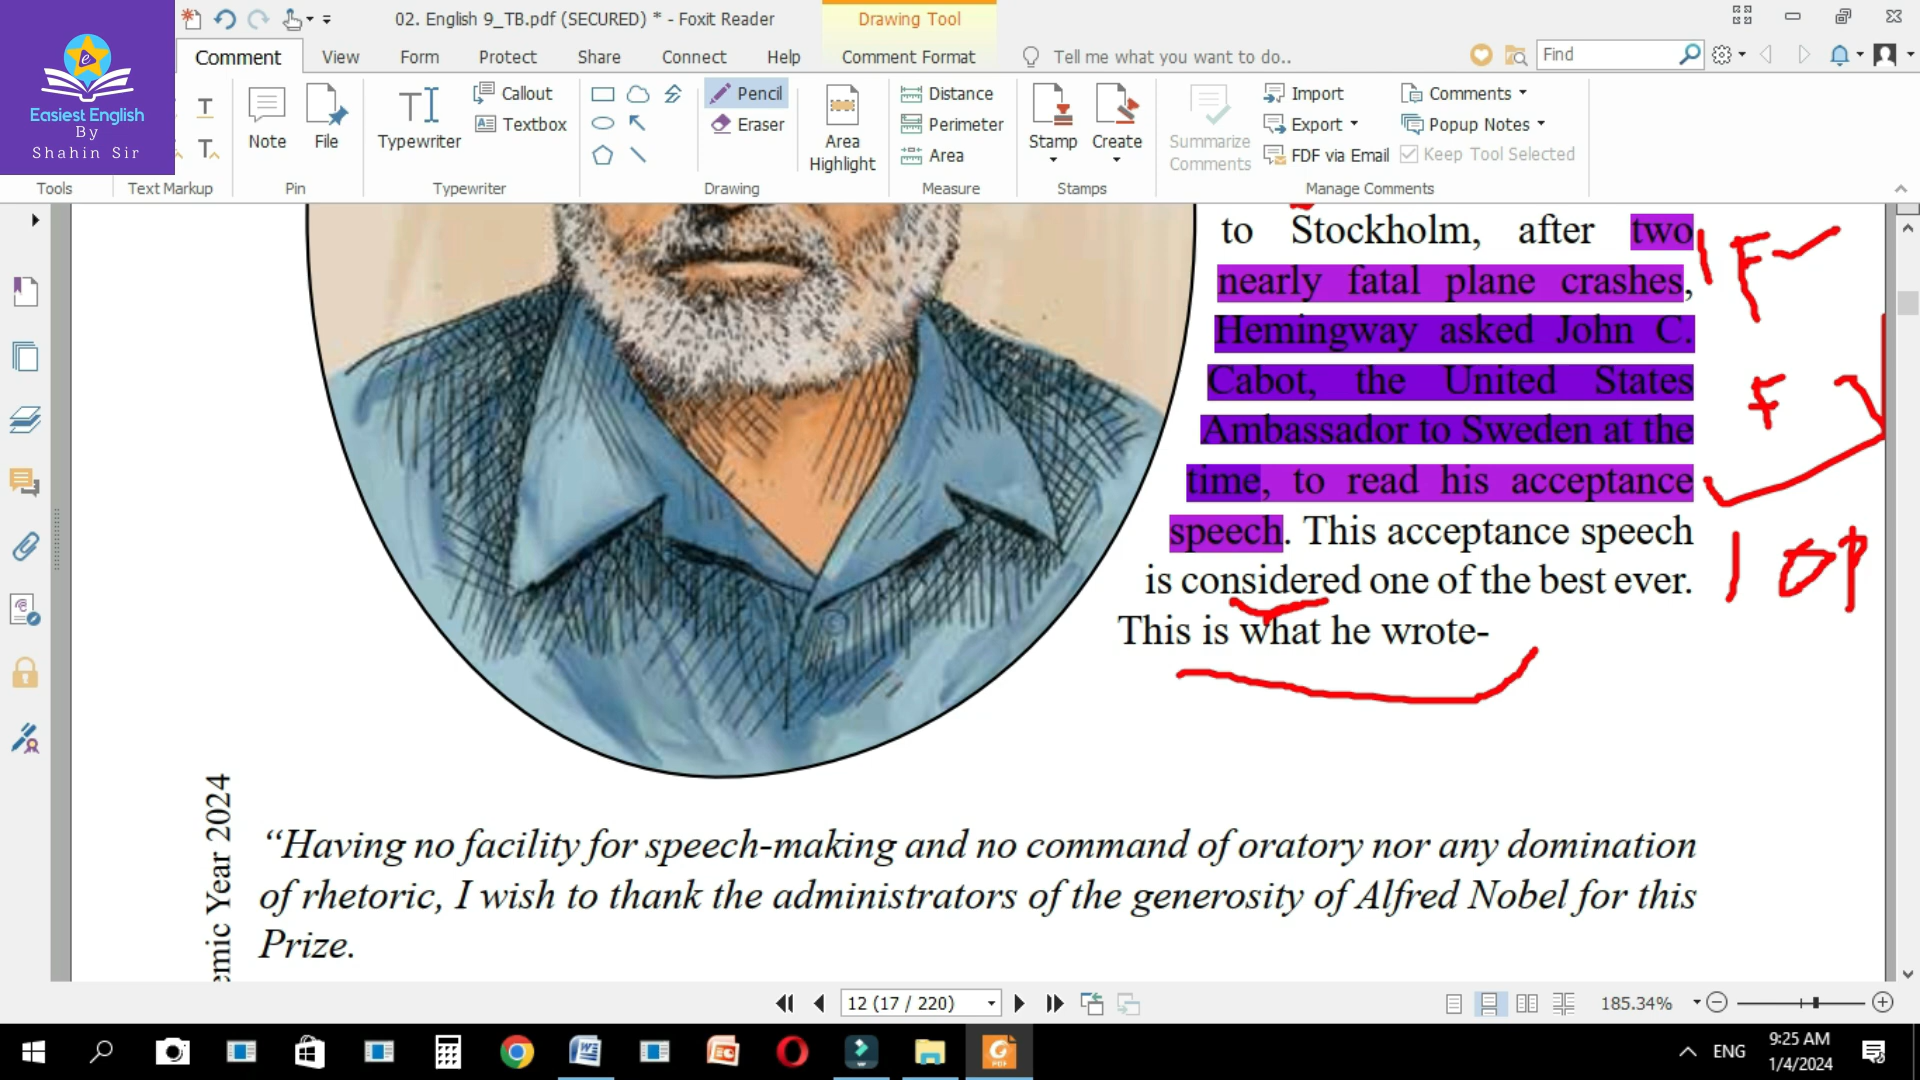 02. English 9_TB.pdf (SECURED) * - Foxit Reader
Drawing Tool
Comment
View
Form
Protect
Share
Connect
Help
Comment Format
Tell me what you want to do..
Find
Easiest English
By
Shahin Sir
Note
File
Typewriter
Callout
Textbox
Pencil
Eraser
Area
Highlight
Distance
Perimeter
Area
Stamp
Create
Summarize
Comments
Import
Export
FDF via Email
Comments
Popup Notes
Keep Tool Selected
Tools
Text Markup
Pin
Typewriter
Drawing
Measure
Stamps
Manage Comments
to Stockholm, after two
nearly fatal plane crashes,
Hemingway asked John C.
Cabot, the United States
Ambassador to Sweden at the
time, to read his acceptance
speech. This acceptance speech
is considered one of the best ever.
This is what he wrote-
1 F
F
1 op
emic Year 2024
“Having no facility for speech-making and no command of oratory nor any domination
of rhetoric, I wish to thank the administrators of the generosity of Alfred Nobel for this
Prize.
12 (17 / 220)
185.34%
ENG
9:25 AM
1/4/2024